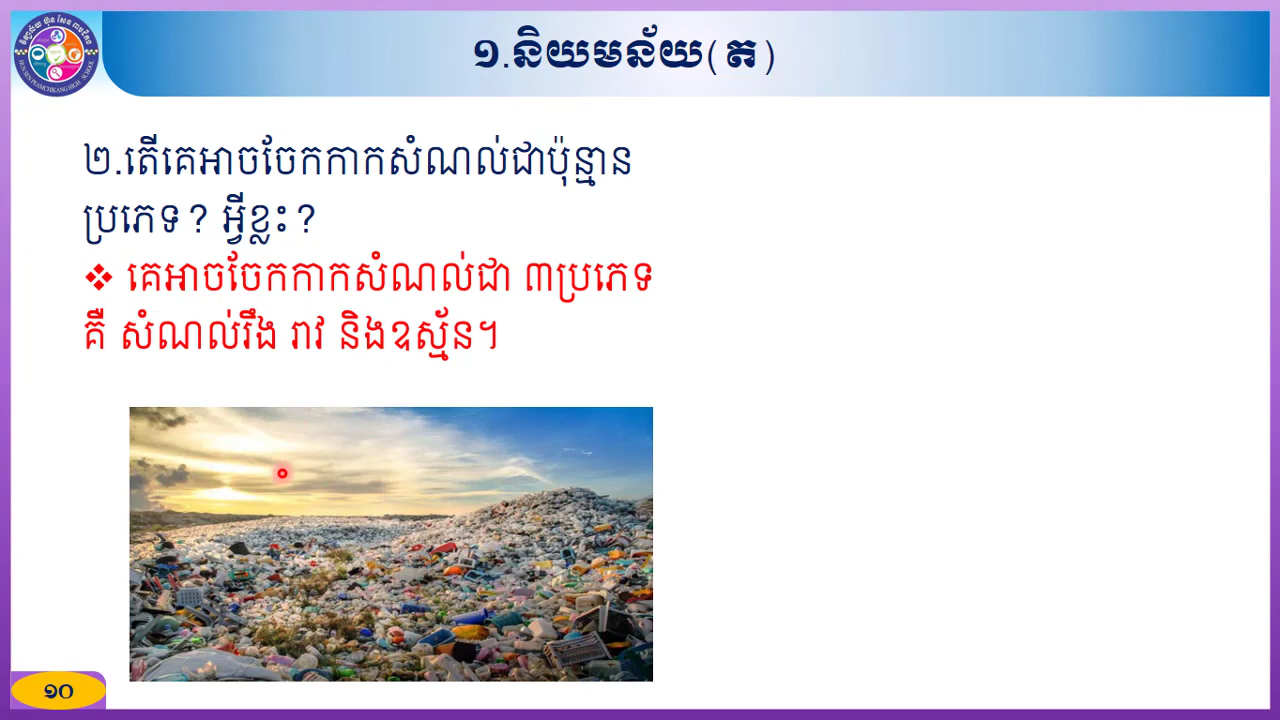 ១.និយមន័យ(ត)
២.តើគេអាចចែកកាកសំណល់ជាប៉ុន្មាន
ប្រភេទ? អ្វីខ្លះ?
❖ គេអាចចែកកាកសំណល់ជា ៣ប្រភេទ
គឺ សំណល់រឹង រាវ និងឧស្ម័ន។
១០